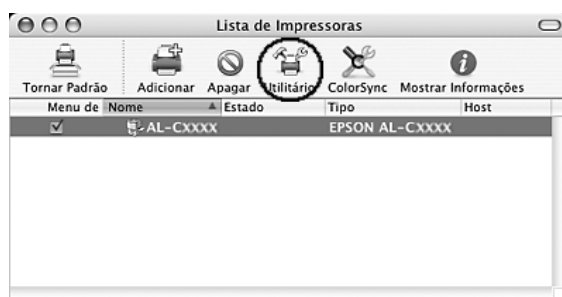 Lista de Impressoras
Tornar Padrão Adicionar Apagar Utilitário ColorSync Mostrar Informações
Menu de Nome Estado Tipo Host
AL-CXXXX EPSON AL-CXXXX